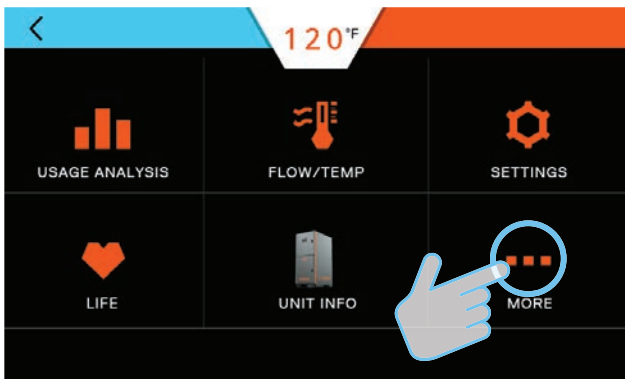 120°F
USAGE ANALYSIS
FLOW/TEMP
SETTINGS
LIFE
UNIT INFO
MORE